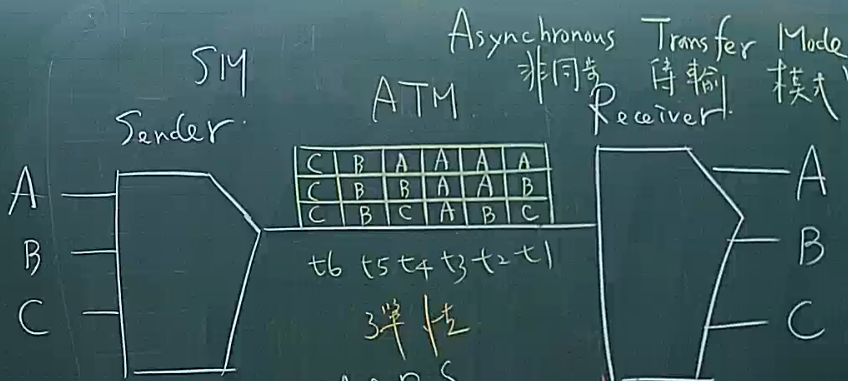 Asynchronous Transfer Mode
非同步 傳輸 模式
SM
ATM
Sender
Receiver
C B A A A A
C B B A A B
C B C A B C
A
B
C
A
B
C
t6 t5 t4 t3 t2 t1
彈性